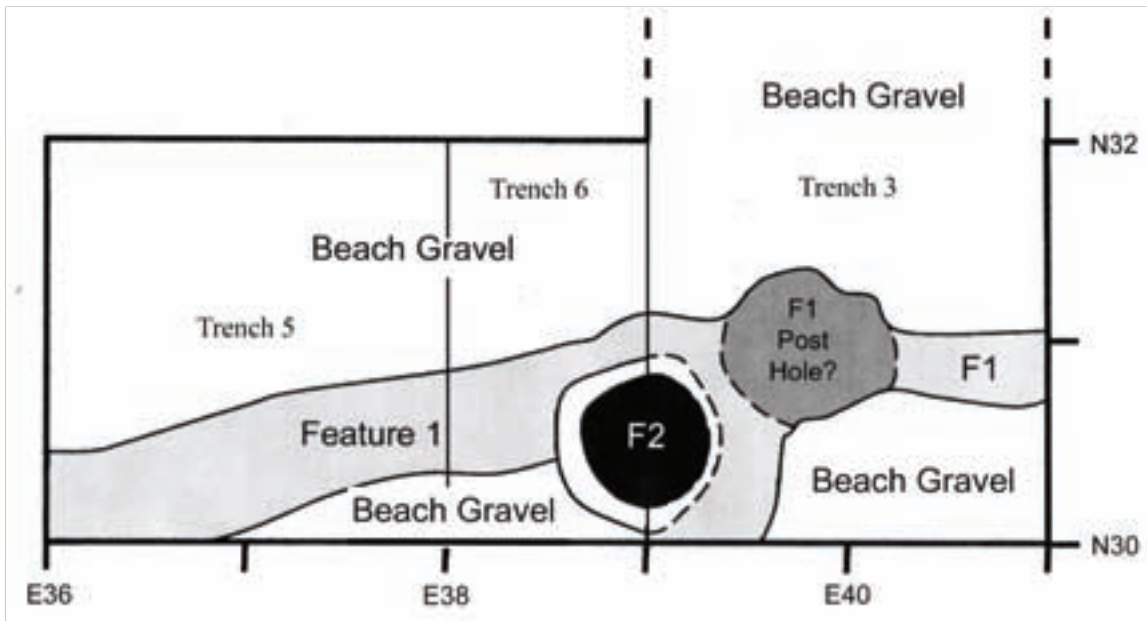 Beach Gravel
N32
Trench 6
Trench 3
Beach Gravel
Trench 5
F1
Post
Hole?
F1
Feature 1
F2
Beach Gravel
Beach Gravel
N30
E36
E38
E40